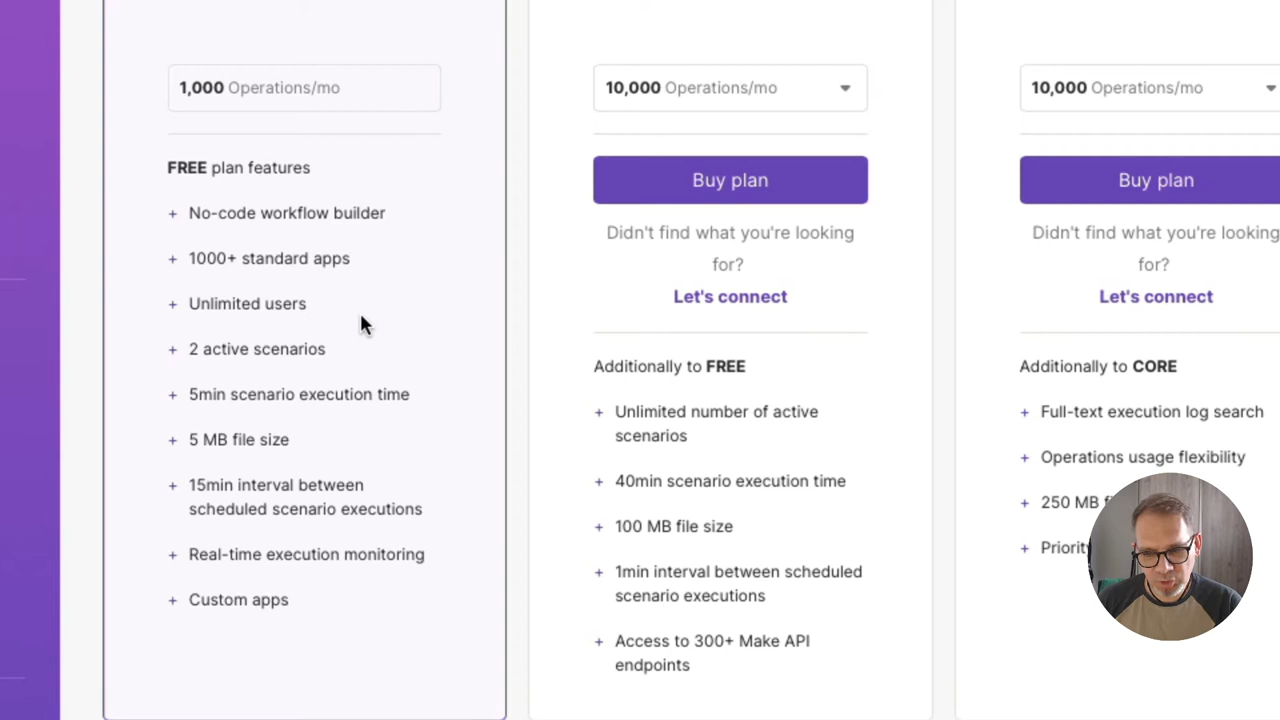 1,000 Operations/mo
FREE plan features
+ No-code workflow builder
+ 1000+ standard apps
+ Unlimited users
+ 2 active scenarios
+ 5min scenario execution time
+ 5 MB file size
+ 15min interval between
scheduled scenario executions
+ Real-time execution monitoring
+ Custom apps
10,000 Operations/mo
Buy plan
Didn't find what you're looking
for?
Let's connect
Additionally to FREE
+ Unlimited number of active
scenarios
+ 40min scenario execution time
+ 100 MB file size
+ 1min interval between scheduled
scenario executions
+ Access to 300+ Make API
endpoints
10,000 Operations/mo
Buy plan
Didn't find what you're looking
for?
Let's connect
Additionally to CORE
+ Full-text execution log search
+ Operations usage flexibility
+ 250 MB
+ Priority